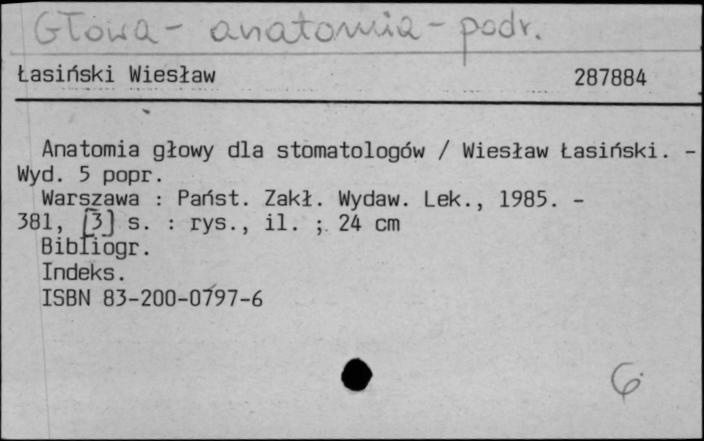 Głowa - anatomia - podr.
Łasiński Wiesław 287884
Anatomia głowy dla stomatologów / Wiesław Łasiński. -
Wyd. 5 popr.
Warszawa : Państ. Zakł. Wydaw. Lek., 1985. -
381, [3] s. : rys., il. ; 24 cm
Bibliogr.
Indeks.
ISBN 83-200-0797-6
6.